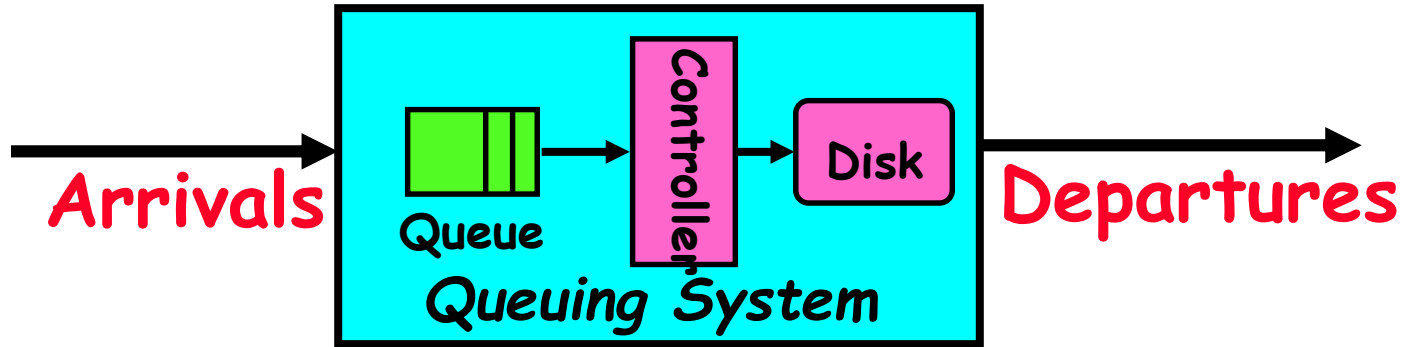 Arrivals
Queue
Controller
Disk
Departures
Queuing System